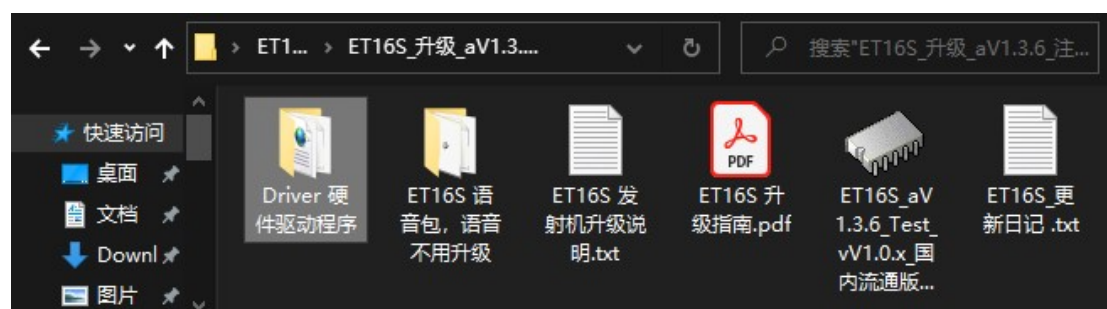 ET1... › ET16S_升级_aV1.3....
搜索"ET16S_升级_aV1.3.6_注...
快速访问
桌面
文档
Downl
图片
Driver 硬
件驱动程序
ET16S 语
音包，语音
不用升级
ET16S 发
射机升级说
明.txt
PDF
ET16S 升
级指南.pdf
ET16S_aV
1.3.6_Test_
vV1.0.x_国
内流通版...
ET16S_更
新日记 .txt